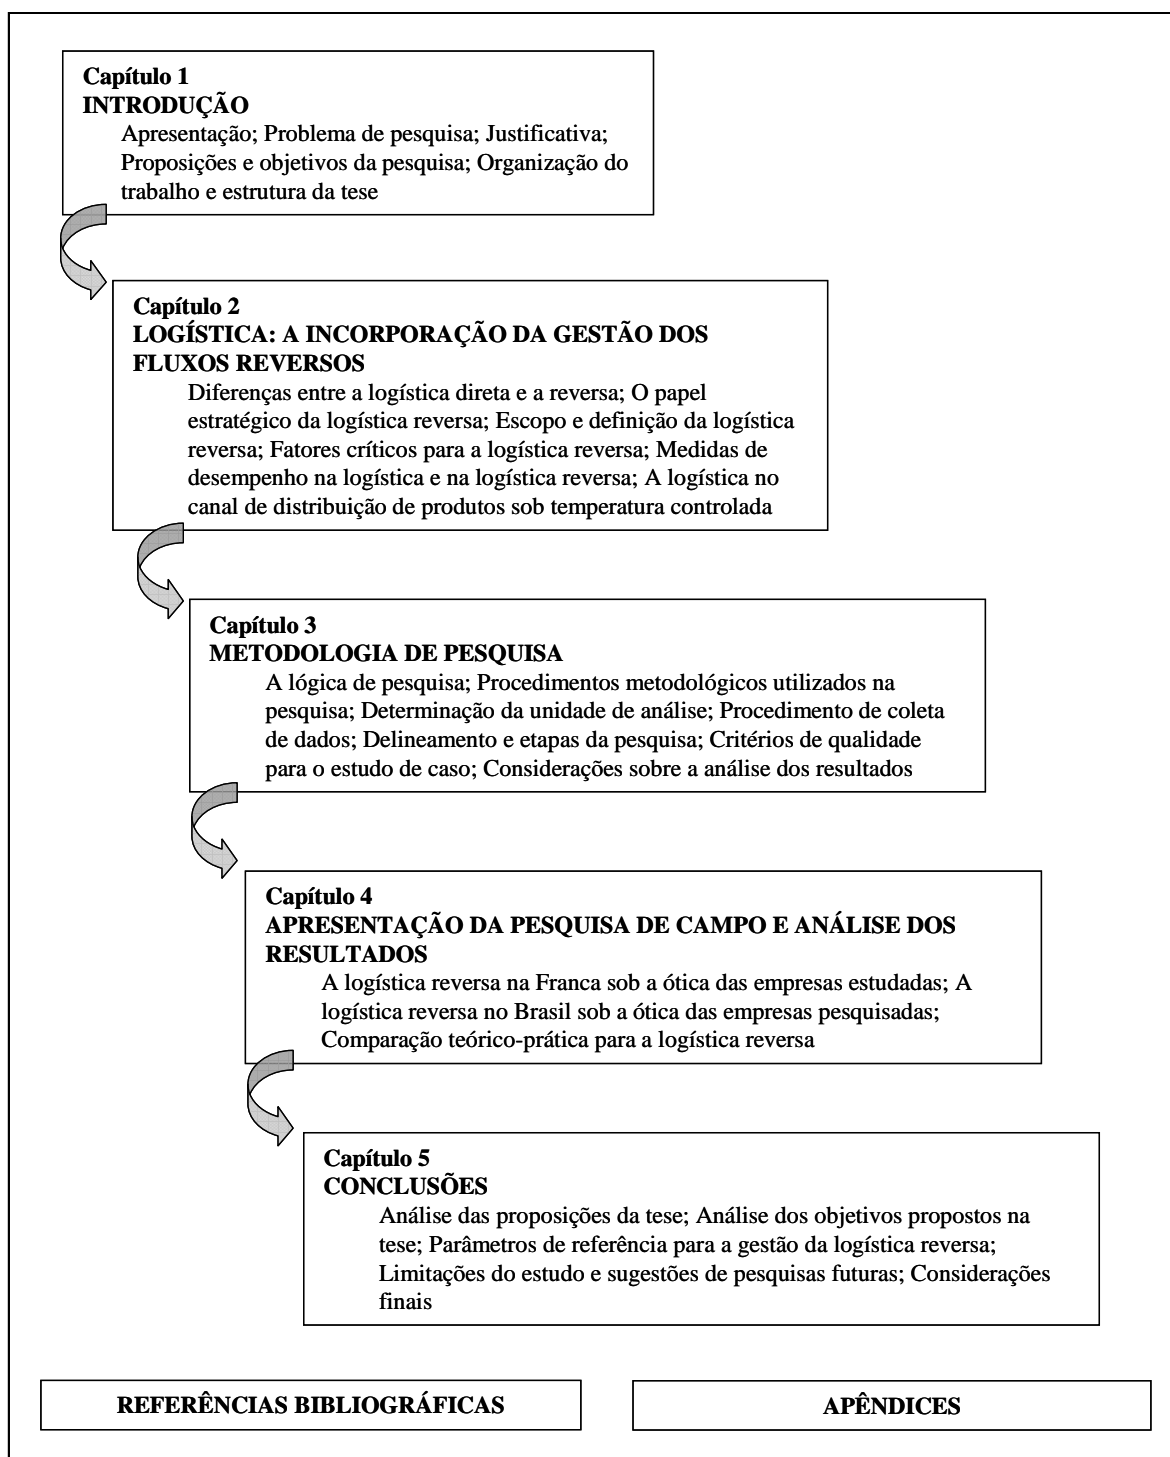 Capítulo 1
INTRODUÇÃO
Apresentação; Problema de pesquisa; Justificativa;
Proposições e objetivos da pesquisa; Organização do
trabalho e estrutura da tese
Capítulo 2
LOGÍSTICA: A INCORPORAÇÃO DA GESTÃO DOS
FLUXOS REVERSOS
Diferenças entre a logística direta e a reversa; O papel
estratégico da logística reversa; Escopo e definição da logística
reversa; Fatores críticos para a logística reversa; Medidas de
desempenho na logística e na logística reversa; A logística no
canal de distribuição de produtos sob temperatura controlada
Capítulo 3
METODOLOGIA DE PESQUISA
A lógica de pesquisa; Procedimentos metodológicos utilizados na
pesquisa; Determinação da unidade de análise; Procedimento de coleta
de dados; Delineamento e etapas da pesquisa; Critérios de qualidade
para o estudo de caso; Considerações sobre a análise dos resultados
Capítulo 4
APRESENTAÇÃO DA PESQUISA DE CAMPO E ANÁLISE DOS
RESULTADOS
A logística reversa na Franca sob a ótica das empresas estudadas; A
logística reversa no Brasil sob a ótica das empresas pesquisadas;
Comparação teórico-prática para a logística reversa
Capítulo 5
CONCLUSÕES
Análise das proposições da tese; Análise dos objetivos propostos na
tese; Parâmetros de referência para a gestão da logística reversa;
Limitações do estudo e sugestões de pesquisas futuras; Considerações
finais
REFERÊNCIAS BIBLIOGRÁFICAS
APÊNDICES